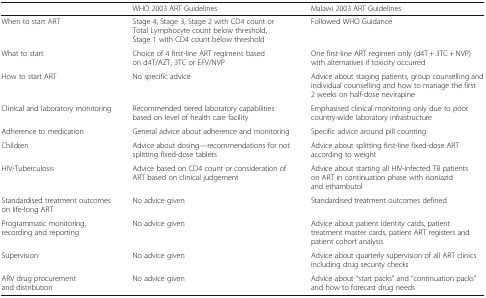 WHO 2003 ART Guidelines Malawi 2003 ART Guidelines
When to start ART Stage 4, Stage 3, Stage 2 with CD4 count or Followed WHO Guidance
Total Lymphocyte count below threshold,
Stage 1 with CD4 count below threshold
What to start Choice of 4 first-line ART regimens based One first-line ART regimen only (d4T + 3TC + NVP)
on d4T/AZT, 3TC or EFV/NVP with alternatives if toxicity occurred
How to start ART No specific advice Advice about staging patients, group counselling and
individual counselling and how to manage the first
2 weeks on half-dose nevirapine
Clinical and laboratory monitoring Recommended tiered laboratory capabilities Emphasised clinical monitoring only due to poor
based on level of health care facility country-wide laboratory infrastructure
Adherence to medication General advice about adherence and monitoring Specific advice around pill counting
Children Advice about dosing—recommendations for not Advice about splitting first-line fixed-dose ART
splitting fixed-dose tablets according to weight
HIV-Tuberculosis Advice based on CD4 count or consideration of Advice about starting all HIV-infected TB patients
ART based on clinical judgement on ART in continuation phase with isoniazid
and ethambutol
Standardised treatment outcomes No advice given Standardised treatment outcomes defined
on life-long ART
Programmatic monitoring, No advice given Advice about patient identity cards, patient
recording and reporting treatment master cards, patient ART registers and
patient cohort analysis
Supervision No advice given Advice about quarterly supervision of all ART clinics
including drug security checks
ARV drug procurement No advice given Advice about "start packs" and "continuation packs"
and distribution and how to forecast drug needs